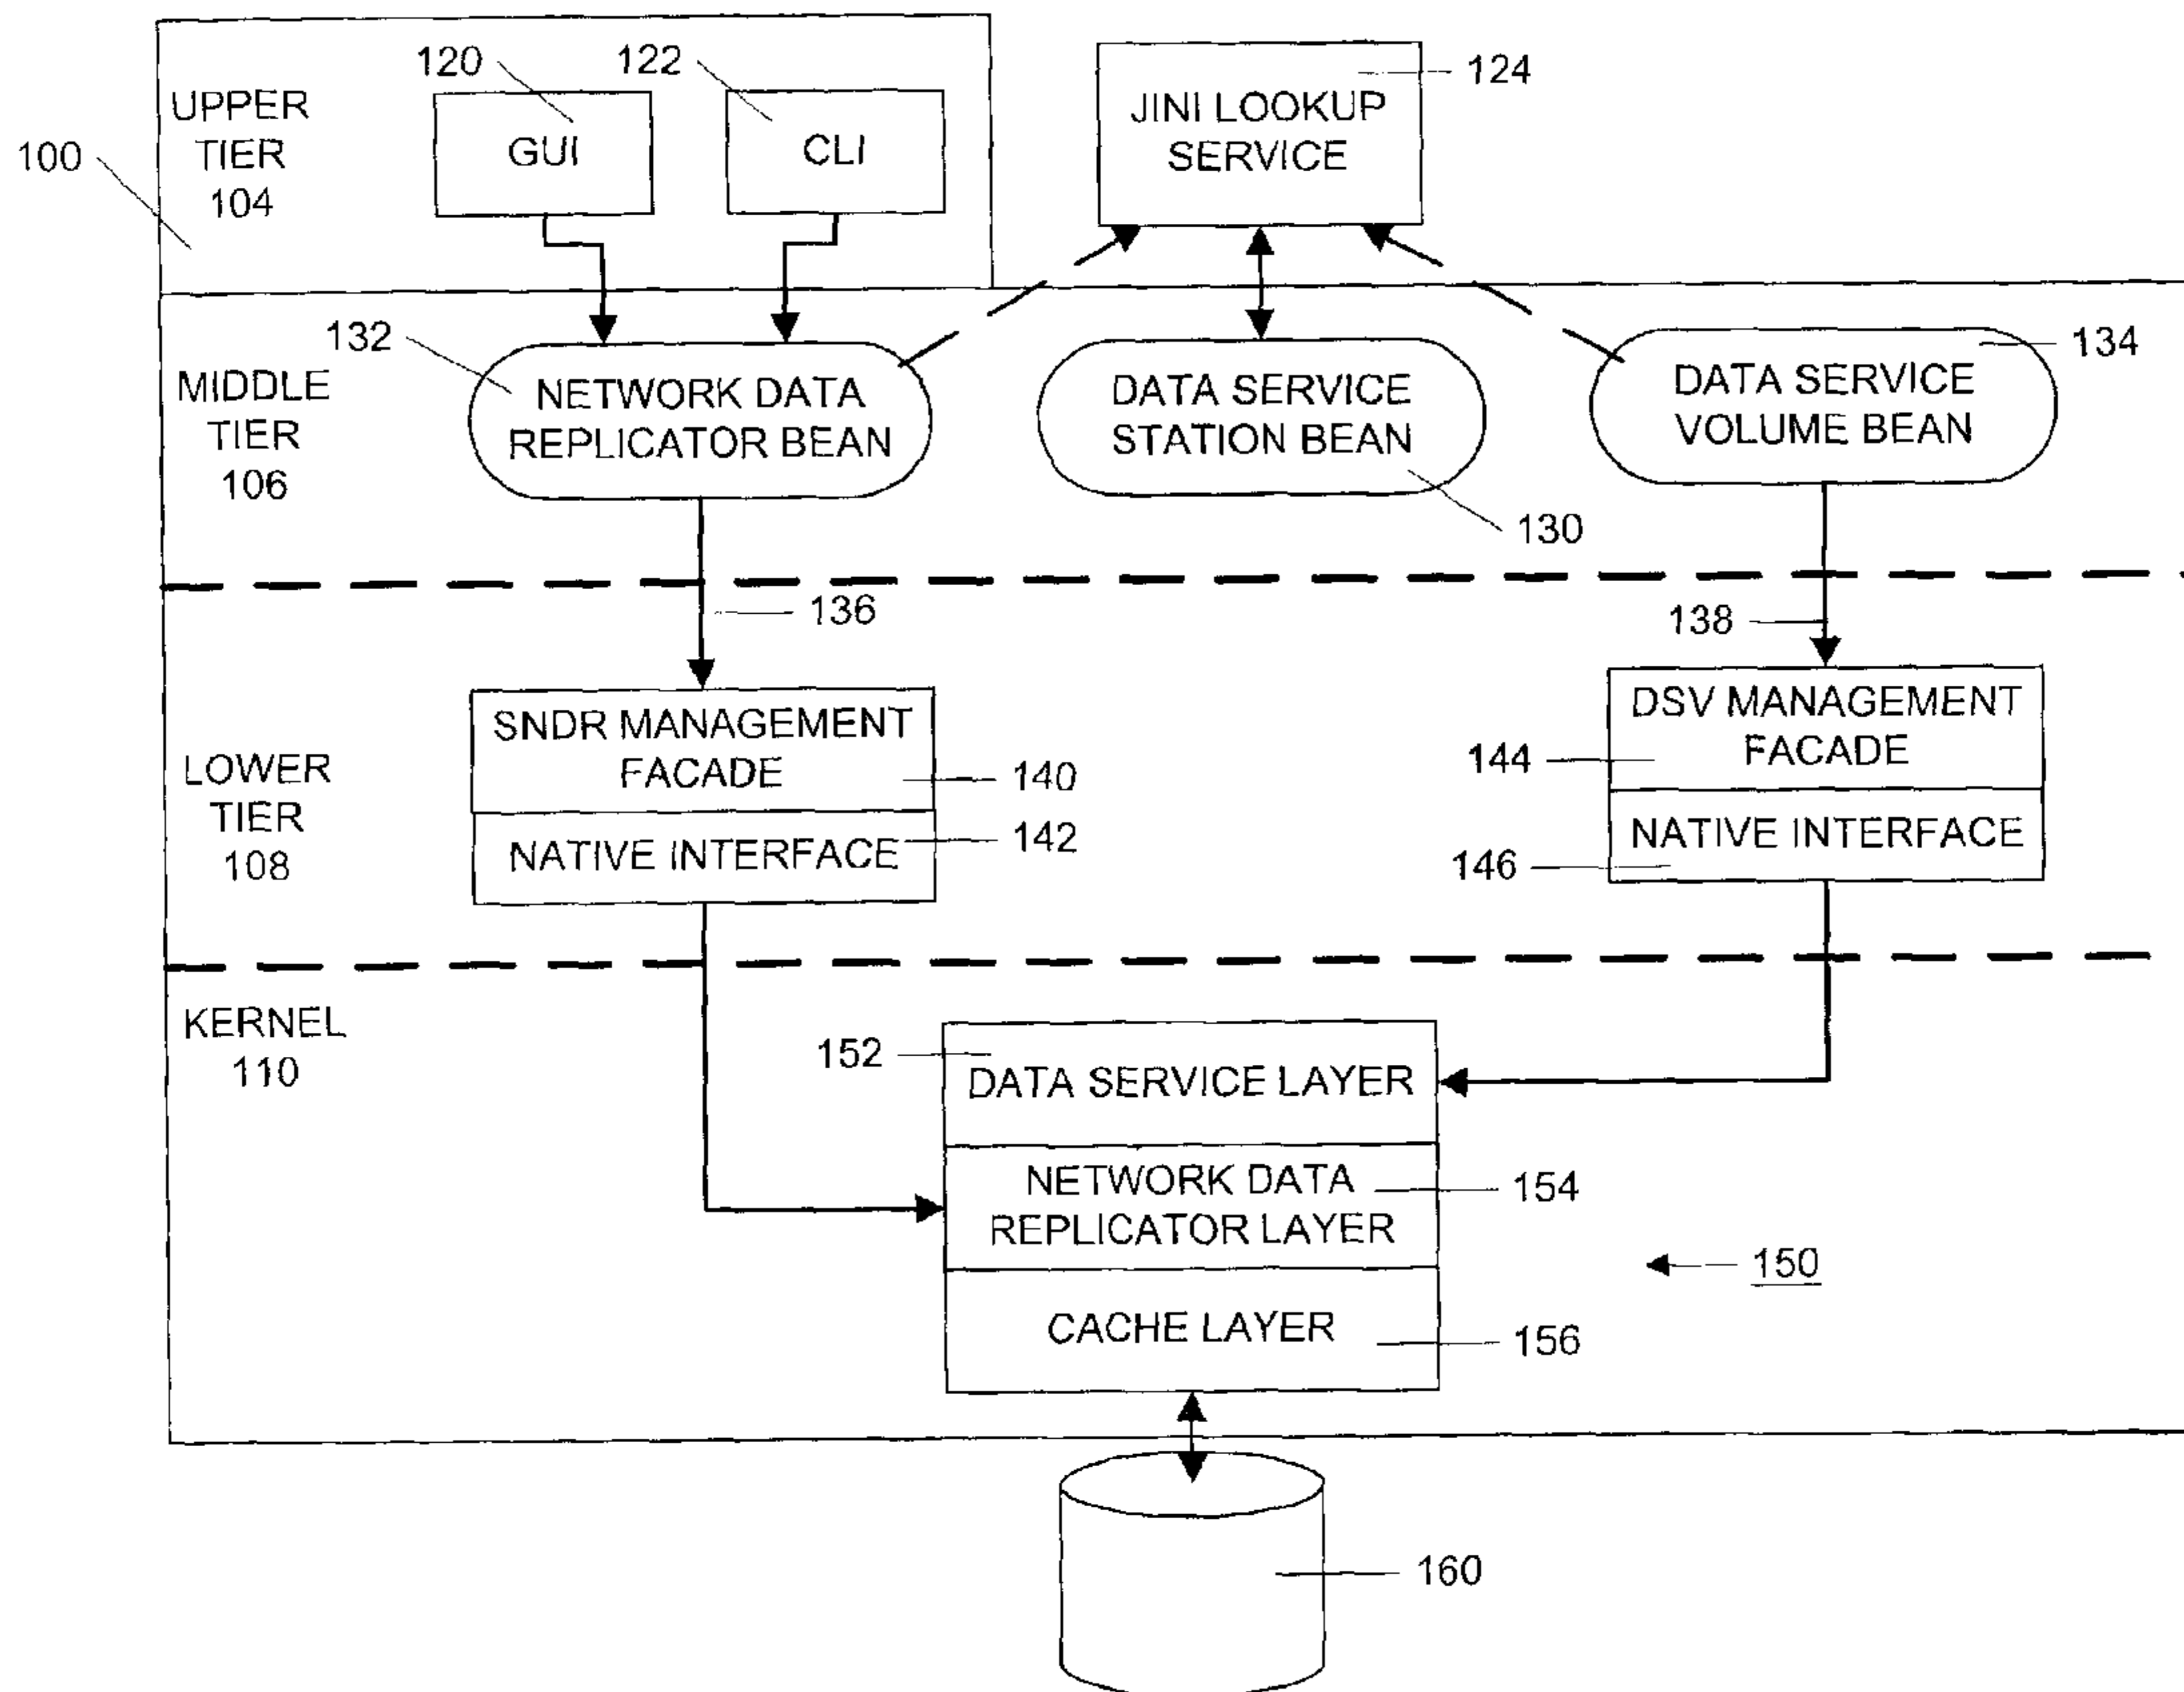 120
122
124
UPPER
TIER
104
100
GUI
CLI
JINI LOOKUP
SERVICE
132
134
MIDDLE
TIER
106
NETWORK DATA
REPLICATOR BEAN
DATA SERVICE
STATION BEAN
DATA SERVICE
VOLUME BEAN
130
136
138
LOWER
TIER
108
SNDR MANAGEMENT
FACADE
140
NATIVE INTERFACE
142
DSV MANAGEMENT
FACADE
144
NATIVE INTERFACE
146
KERNEL
110
152
DATA SERVICE LAYER
NETWORK DATA
REPLICATOR LAYER
154
150
CACHE LAYER
156
160